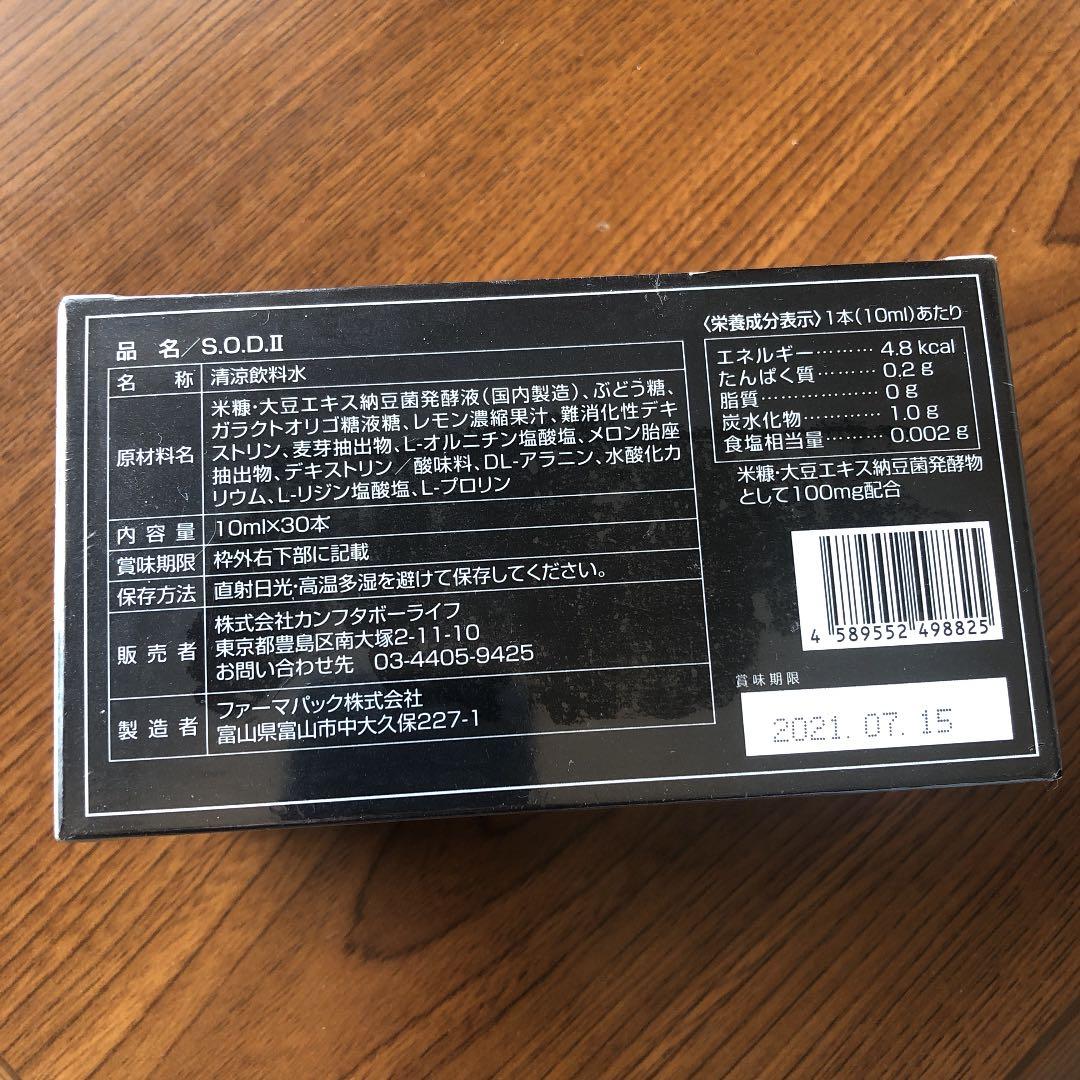 品 名／S.O.D.Ⅱ
名 称 清涼飲料水
原材料名 米糠・大豆エキス納豆菌発酵液(国内製造)、ぶどう糖、
ガラクトオリゴ糖液糖、レモン濃縮果汁、難消化性デキ
ストリン、麦芽抽出物、L-オルニチン塩酸塩、メロン胎座
抽出物、デキストリン／酸味料、DL-アラニン、水酸化カ
リウム、L-リジン塩酸塩、L-プロリン
内容量 10ml×30本
賞味期限 枠外右下部に記載
保存方法 直射日光・高温多湿を避けて保存してください。
販売者 株式会社カンフタボーライフ
東京都豊島区南大塚2-11-10
お問い合わせ先 03-4405-9425
製造者 ファーマパック株式会社
富山県富山市中大久保227-1
〈栄養成分表示〉1本(10ml)あたり
エネルギー……… 4.8 kcal
たんぱく質……… 0.2 g
脂質……………… 0 g
炭水化物………… 1.0 g
食塩相当量……… 0.002 g
米糠・大豆エキス納豆菌発酵物
として100mg配合
4 589552 498825
賞味期限
2021.07.15